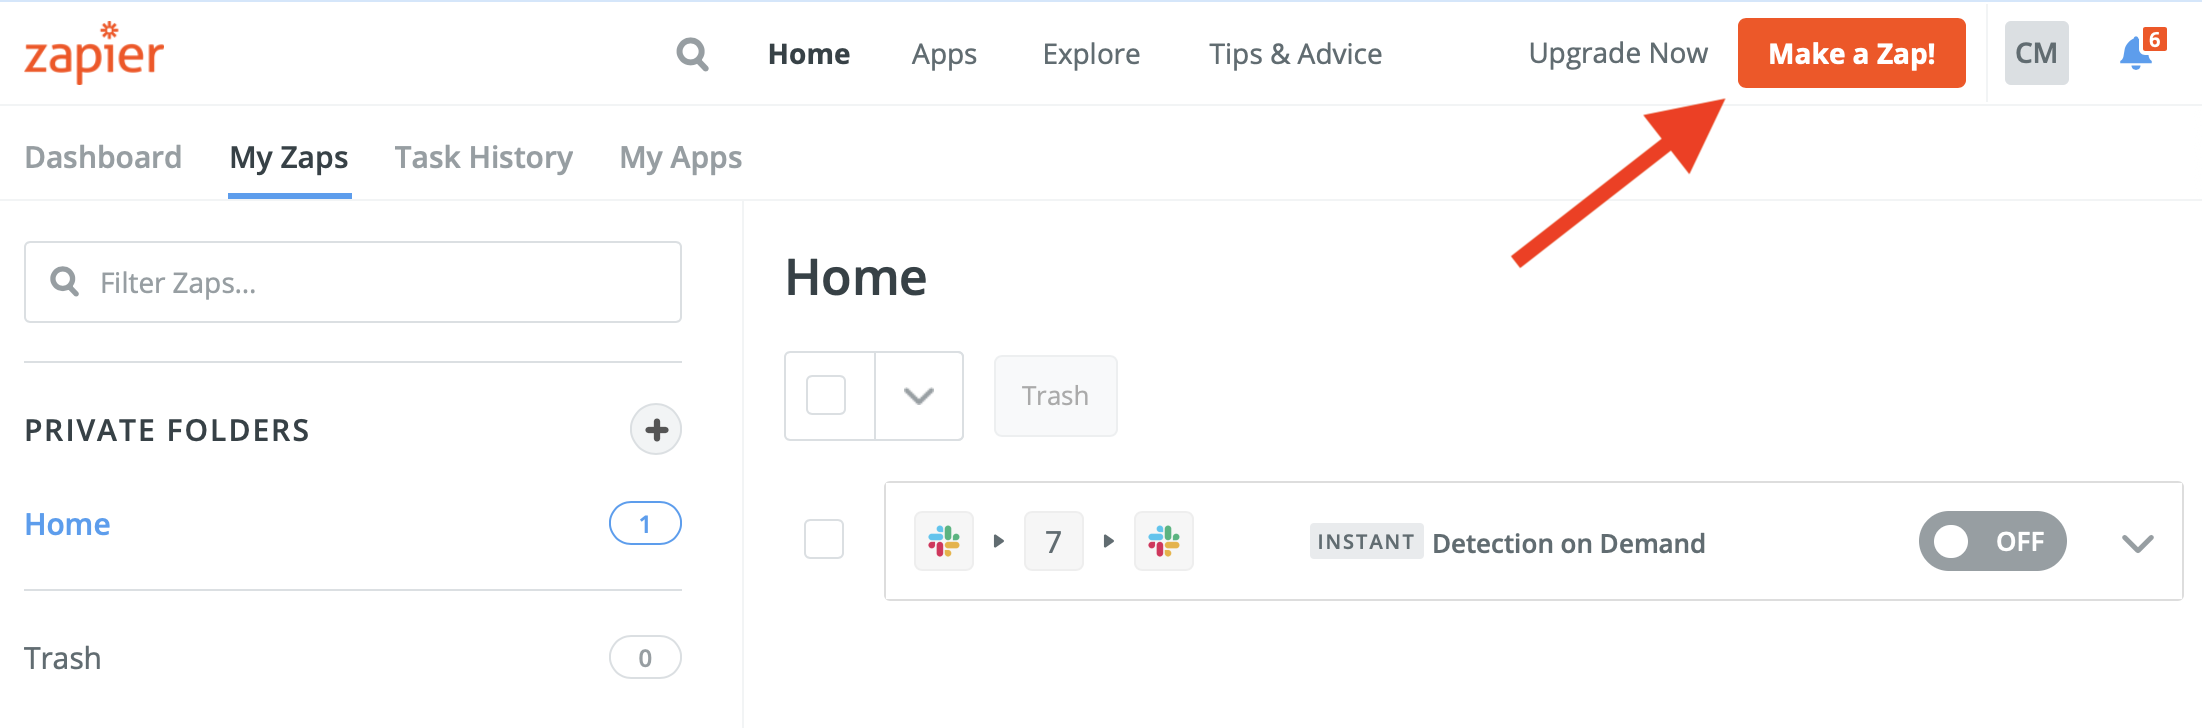 zapier Home Apps Explore Tips & Advice Upgrade Now Make a Zap! CM 6
Dashboard My Zaps Task History My Apps
Filter Zaps...
PRIVATE FOLDERS
Home 1
Trash 0
Home
Trash
7 INSTANT Detection on Demand OFF